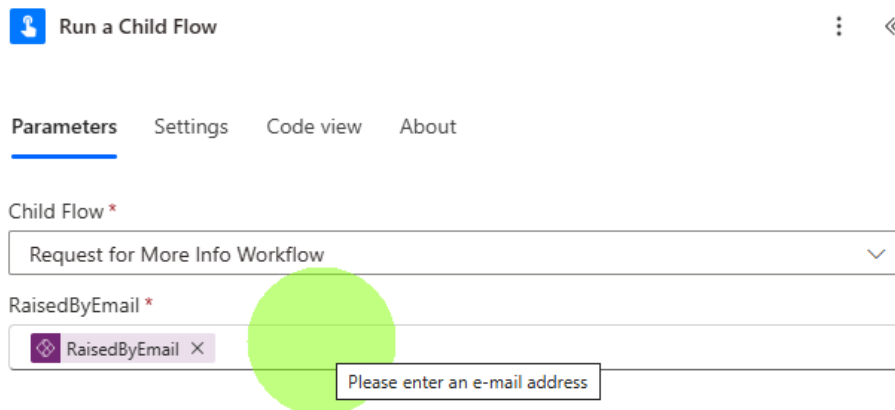 Run a Child Flow
Parameters Settings Code view About
Child Flow *
Request for More Info Workflow
RaisedByEmail *
RaisedByEmail
Please enter an e-mail address